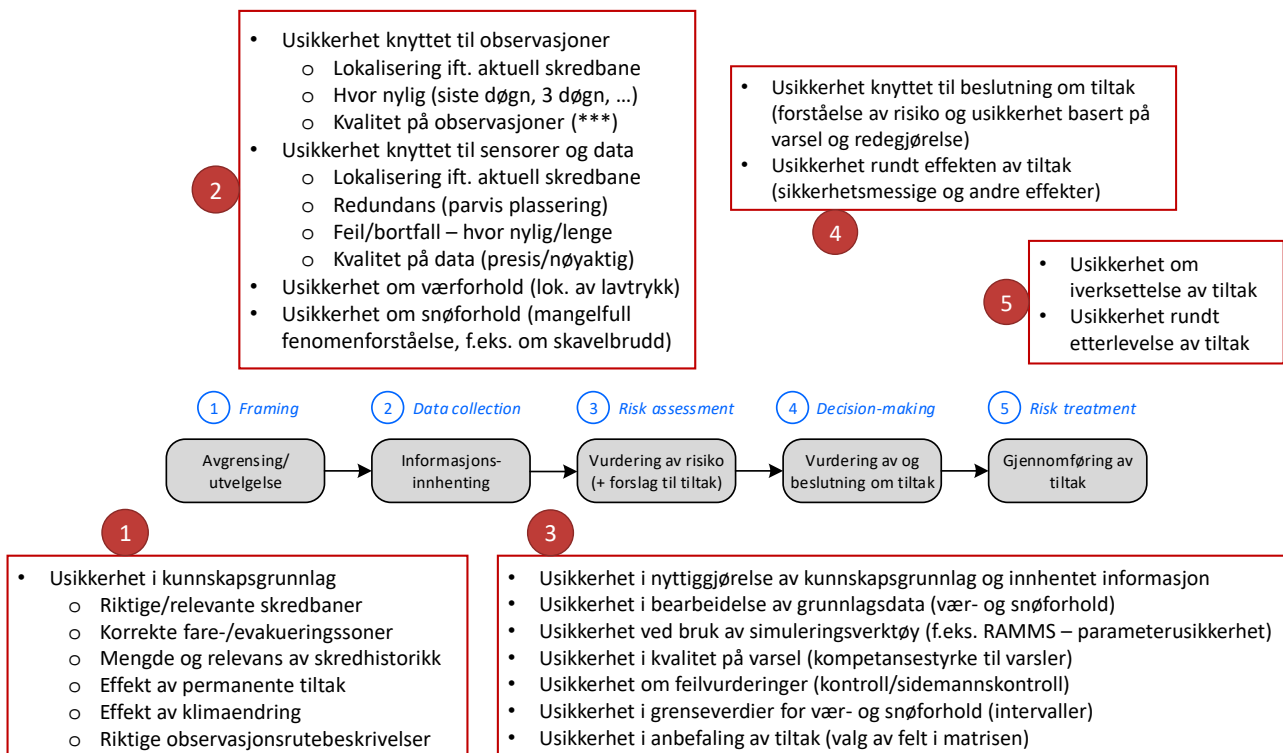 • Usikkerhet knyttet til observasjoner
o Lokalisering ift. aktuell skredbane
o Hvor nylig (siste døgn, 3 døgn, …)
o Kvalitet på observasjoner (***)
• Usikkerhet knyttet til sensorer og data
o Lokalisering ift. aktuell skredbane
o Redundans (parvis plassering)
o Feil/bortfall – hvor nylig/lenge
o Kvalitet på data (presis/nøyaktig)
• Usikkerhet om værforhold (lok. av lavtrykk)
• Usikkerhet om snøforhold (mangelfull
fenomenforståelse, f.eks. om skavelbrudd)
2
• Usikkerhet knyttet til beslutning om tiltak
(forståelse av risiko og usikkerhet basert på
varsel og redegjørelse)
• Usikkerhet rundt effekten av tiltak
(sikkerhetsmessige og andre effekter)
4
• Usikkerhet om
iverksettelse av tiltak
• Usikkerhet rundt
etterlevelse av tiltak
5
1 Framing
2 Data collection
3 Risk assessment
4 Decision-making
5 Risk treatment
Avgrensing/
utvelgelse
Informasjons-
innhenting
Vurdering av risiko
(+ forslag til tiltak)
Vurdering av og
beslutning om tiltak
Gjennomføring av
tiltak
1
• Usikkerhet i kunnskapsgrunnlag
o Riktige/relevante skredbaner
o Korrekte fare-/evakueringssoner
o Mengde og relevans av skredhistorikk
o Effekt av permanente tiltak
o Effekt av klimaendring
o Riktige observasjonsrutebeskrivelser
3
• Usikkerhet i nyttiggjørelse av kunnskapsgrunnlag og innhentet informasjon
• Usikkerhet i bearbeidelse av grunnlagsdata (vær- og snøforhold)
• Usikkerhet ved bruk av simuleringsverktøy (f.eks. RAMMS – parameterusikkerhet)
• Usikkerhet i kvalitet på varsel (kompetansestyrke til varsler)
• Usikkerhet om feilvurderinger (kontroll/sidemannskontroll)
• Usikkerhet i grenseverdier for vær- og snøforhold (intervaller)
• Usikkerhet i anbefaling av tiltak (valg av felt i matrisen)